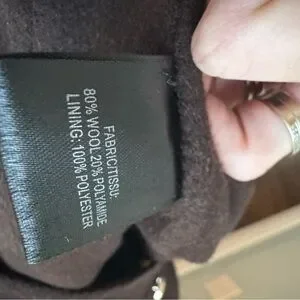 FABRIC/TISSU:
80% WOOL 20% POLYAMIDE
LINING:100% POLYESTER